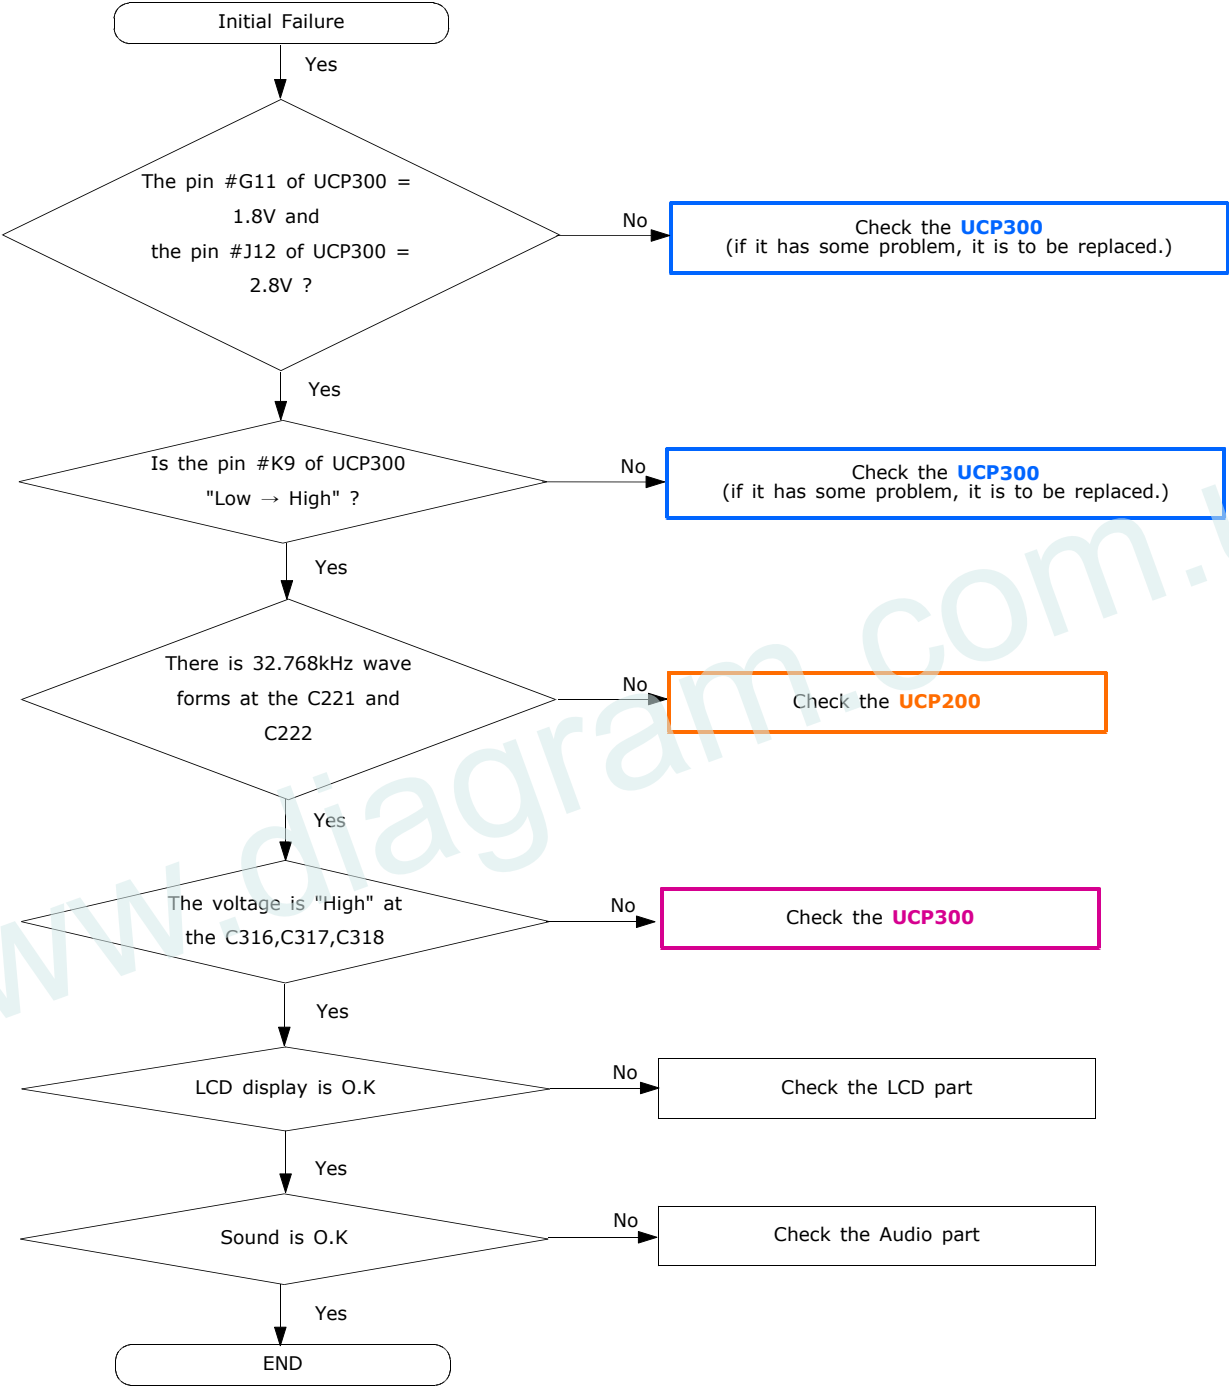 Initial Failure
Yes
The pin #G11 of UCP300 =
1.8V and
the pin #J12 of UCP300 =
2.8V ?
No
Check the UCP300
(if it has some problem, it is to be replaced.)
Yes
Is the pin #K9 of UCP300
"Low → High" ?
No
Check the UCP300
(if it has some problem, it is to be replaced.)
Yes
There is 32.768kHz wave
forms at the C221 and
C222
No
Check the UCP200
Yes
The voltage is "High" at
the C316,C317,C318
No
Check the UCP300
Yes
LCD display is O.K
No
Check the LCD part
Yes
Sound is O.K
No
Check the Audio part
Yes
END
ww.diagram.com.